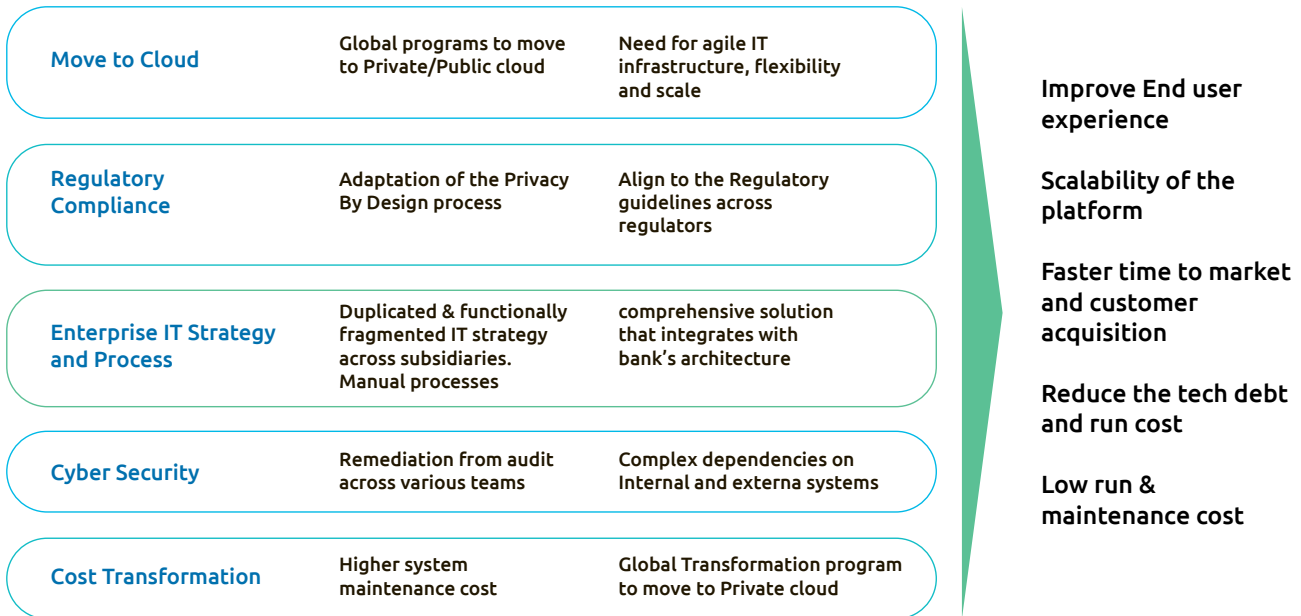 Move to Cloud
Global programs to move
to Private/Public cloud
Need for agile IT
infrastructure, flexibility
and scale
Regulatory
Compliance
Adaptation of the Privacy
By Design process
Align to the Regulatory
guidelines across
regulators
Enterprise IT Strategy
and Process
Duplicated & functionally
fragmented IT strategy
across subsidiaries.
Manual processes
comprehensive solution
that integrates with
bank’s architecture
Cyber Security
Remediation from audit
across various teams
Complex dependencies on
Internal and externa systems
Cost Transformation
Higher system
maintenance cost
Global Transformation program
to move to Private cloud
Improve End user
experience
Scalability of the
platform
Faster time to market
and customer
acquisition
Reduce the tech debt
and run cost
Low run &
maintenance cost